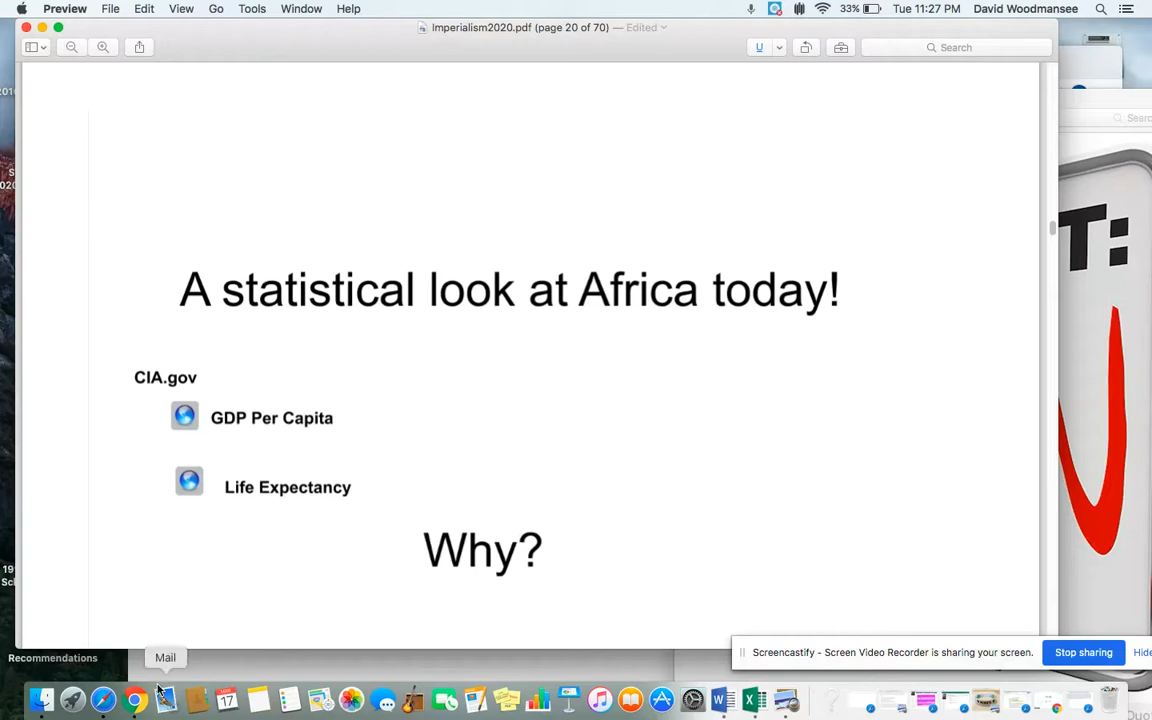 Preview File Edit View Go Tools Window Help
33% Tue 11:27 PM David Woodmansee
Imperialism2020.pdf (page 20 of 70) — Edited
U Search
Searc
T:
A statistical look at Africa today!
CIA.gov
GDP Per Capita
Life Expectancy
Why?
Screencastify - Screen Video Recorder is sharing your screen. Stop sharing Hide
Recommendations
Mail
17